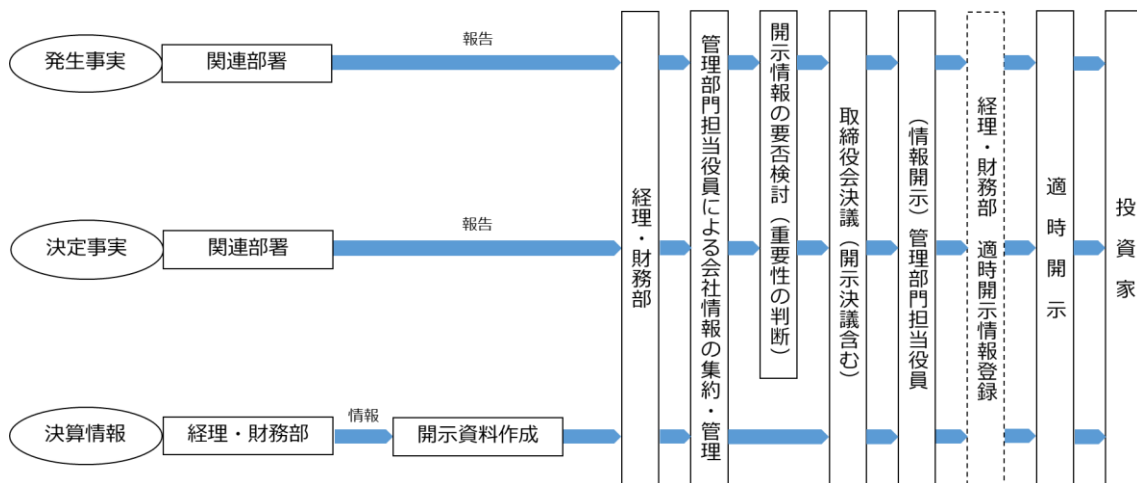 発生事実
関連部署
報告
決定事実
関連部署
報告
決算情報
経理・財務部
情報
開示資料作成
経理・財務部
管理部門担当役員による会社情報の集約・管理
開示情報の要否検討（重要性の判断）
取締役会決議（開示決議含む）
（情報開示）管理部門担当役員
経理・財務部 適時開示情報登録
適時開示
投資家